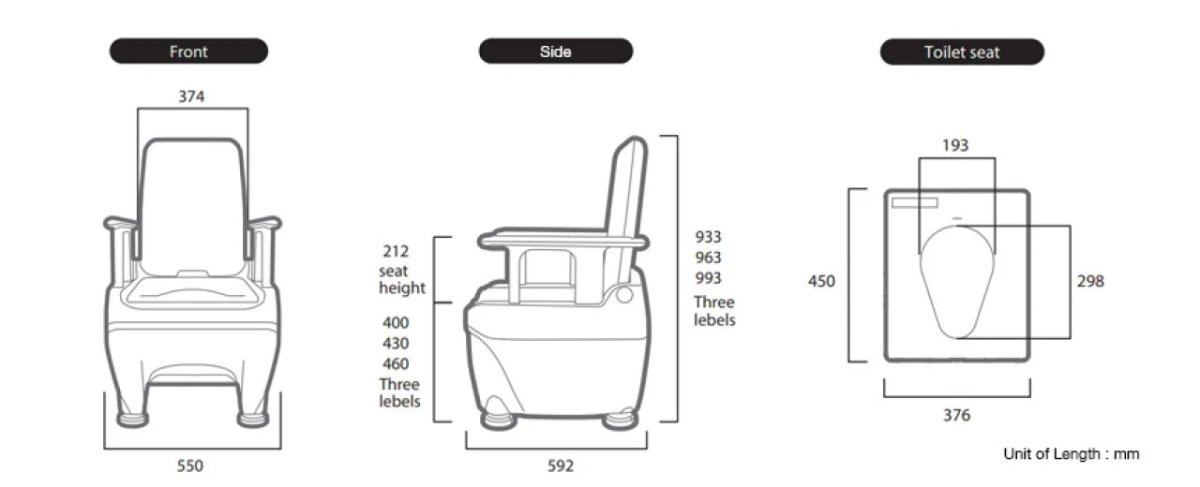 Front
374
550
Side
212
seat
height
400
430
460
Three
lebels
933
963
993
Three
lebels
592
Toilet seat
193
450
298
376
Unit of Length : mm